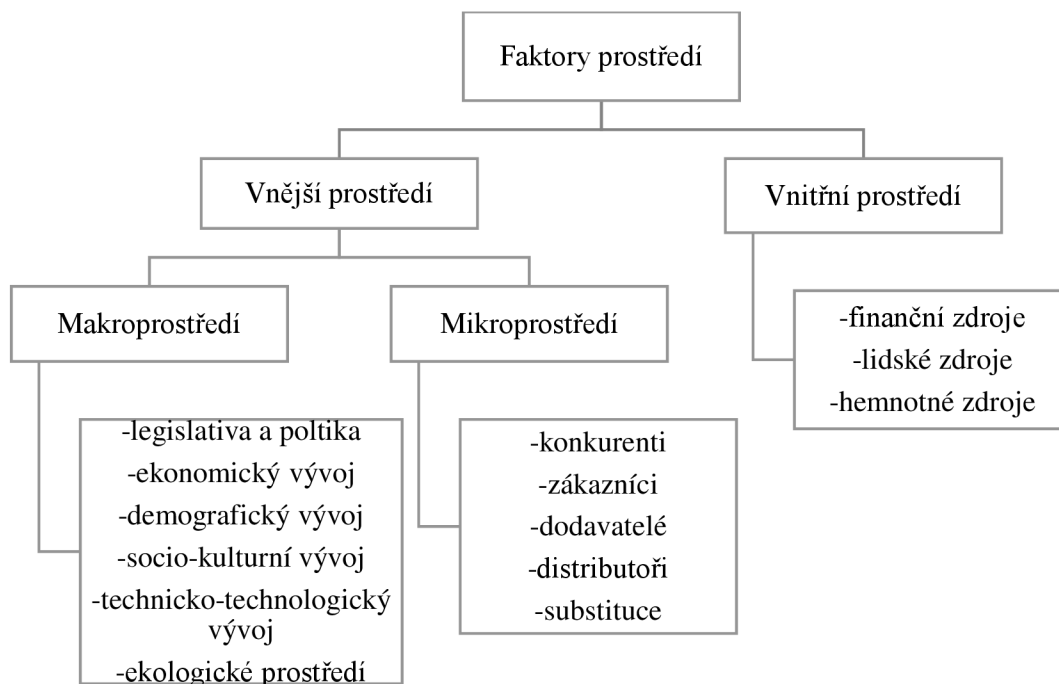 Faktory prostředí
Vnější prostředí
Vnitřní prostředí
Makroprostředí
Mikroprostředí
-finanční zdroje
-lidské zdroje
-hemnotné zdroje
-legislativa a poltika
-ekonomický vývoj
-demografický vývoj
-socio-kulturní vývoj
-technicko-technologický
vývoj
-ekologické prostředí
-konkurenti
-zákazníci
-dodavatelé
-distributoři
-substituce